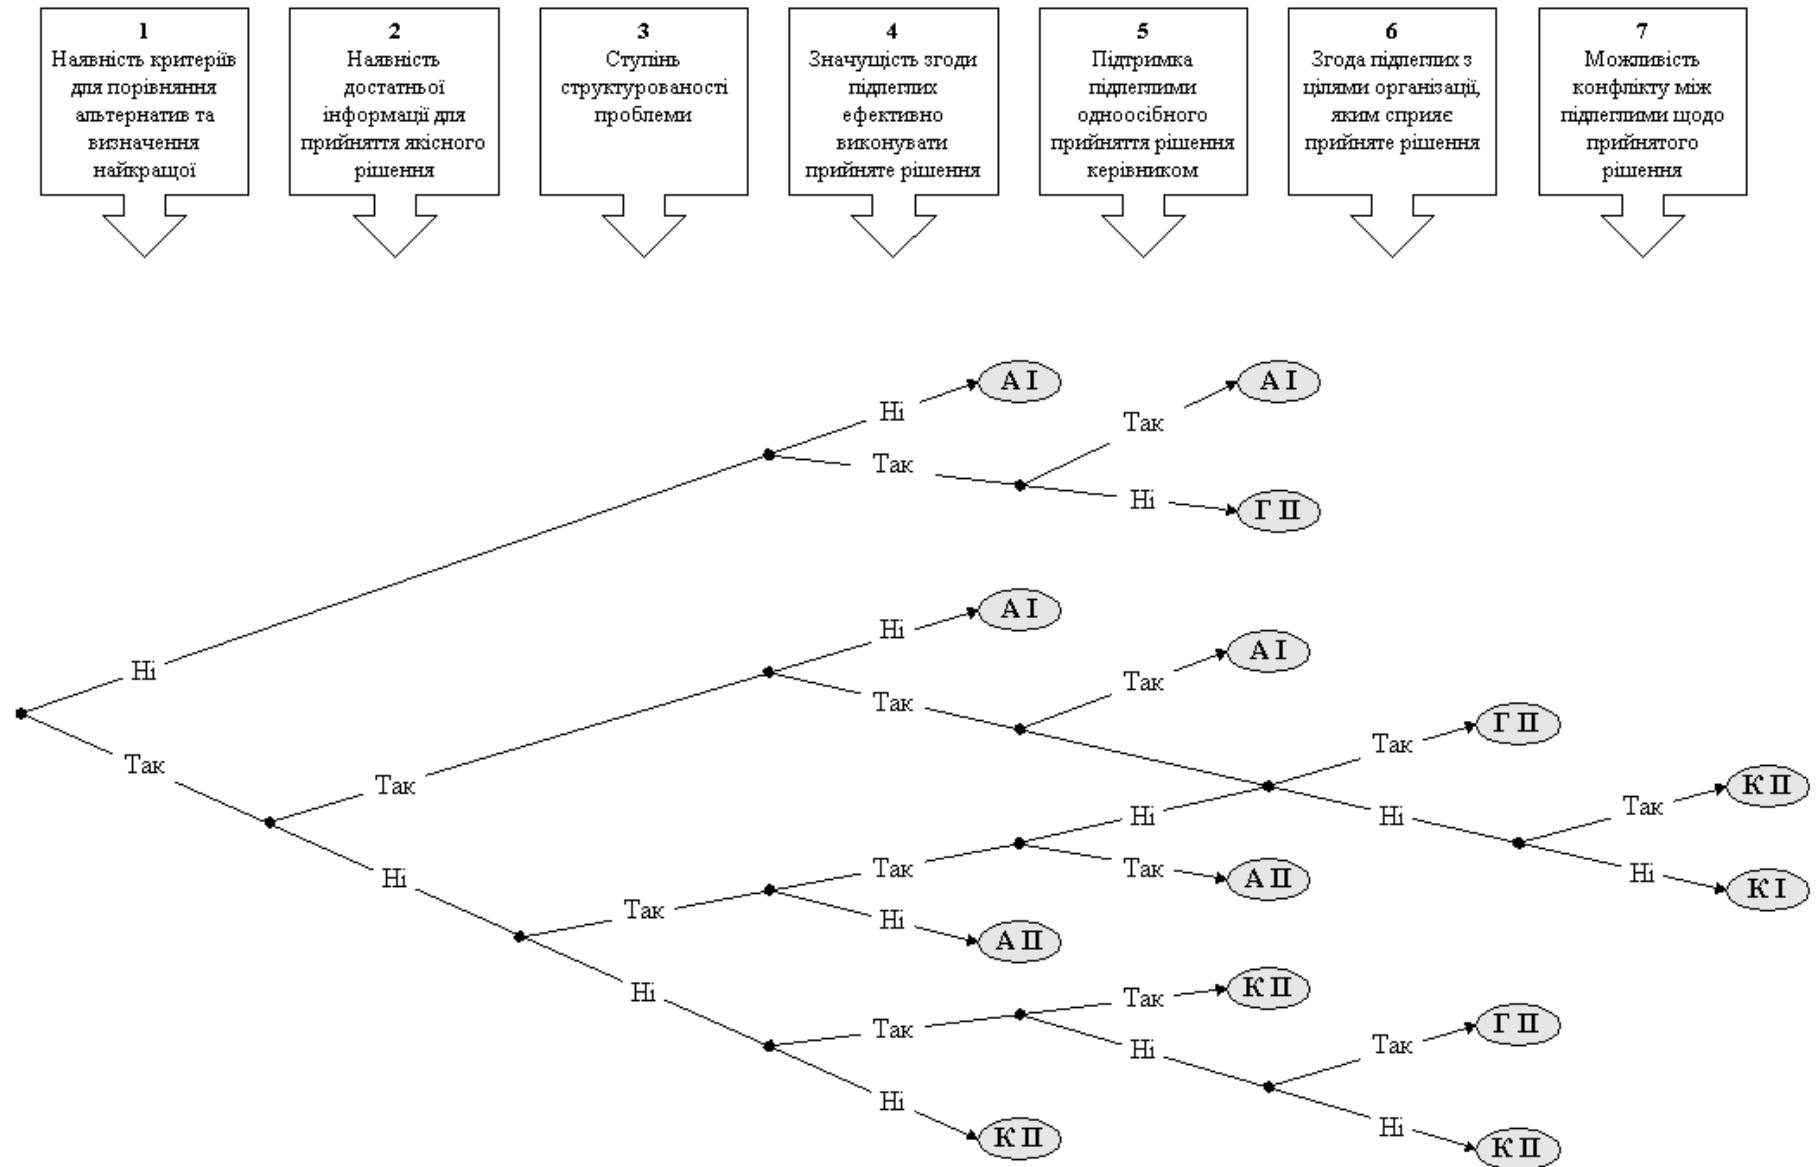 1
Наявність критеріїв
для порівняння
альтернатив та
визначення
найкращої
2
Наявність
достатньої
інформації для
прийняття якісного
рішення
3
Ступінь
структурованості
проблеми
4
Значущість згоди
підлеглих
ефективно
виконувати
прийняте рішення
5
Підтримка
підлеглими
одноосібного
прийняття рішення
керівником
6
Згода підлеглих з
цілями організації,
яким сприяє
прийняте рішення
7
Можливість
конфлікту між
підлеглими щодо
прийнятого
рішення
А І
А І
Ні
Так
Так
Ні
Г ІІ
А І
Ні
А І
Ні
Так
Так
Г ІІ
Так
Так
Так
К ІІ
Так
Ні
Ні
Так
Так
Ні
К І
Ні
А ІІ
Так
Ні
А ІІ
Ні
К ІІ
Так
Так
Г ІІ
Ні
Так
Ні
Ні
К ІІ
К ІІ